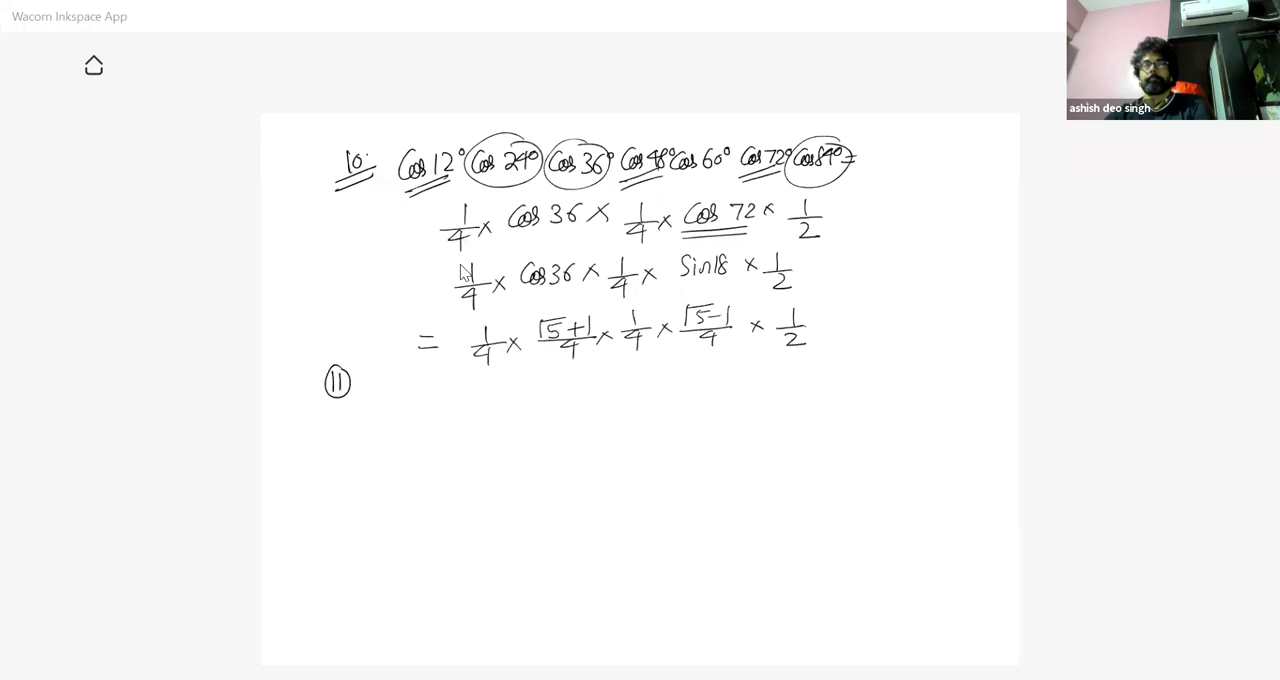 Wacom Inkspace App
ashish deo singh
10. Cos 12° Cos 24° Cos 36° Cos 48° Cos 60° Cos 72° Cos 84° =
1/4 × Cos 36 × 1/4 × Cos 72 × 1/2
1/4 × Cos 36 × 1/4 × Sin 18 × 1/2
= 1/4 × √5+1/4 × 1/4 × √5-1/4 × 1/2
11